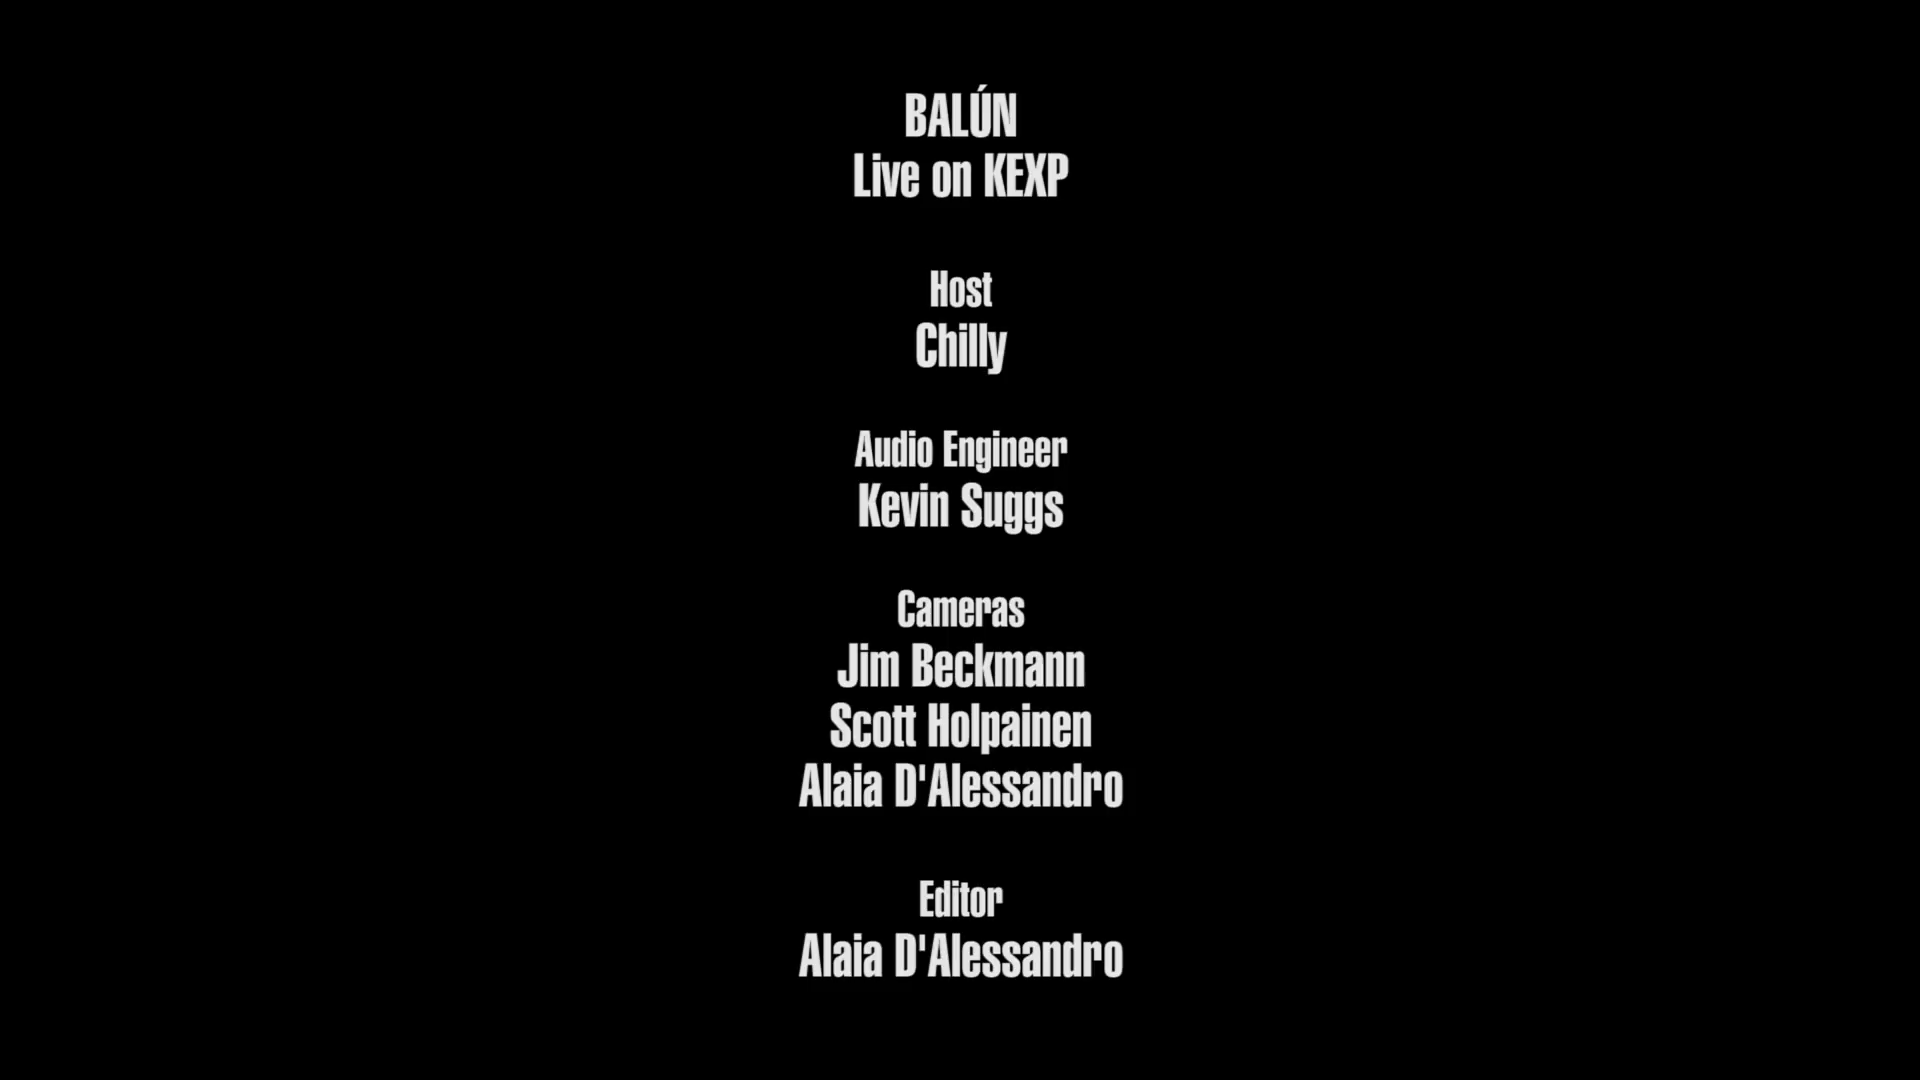 BALÚN
Live on KEXP
Host
Chilly
Audio Engineer
Kevin Suggs
Cameras
Jim Beckmann
Scott Holpainen
Alaia D'Alessandro
Editor
Alaia D'Alessandro